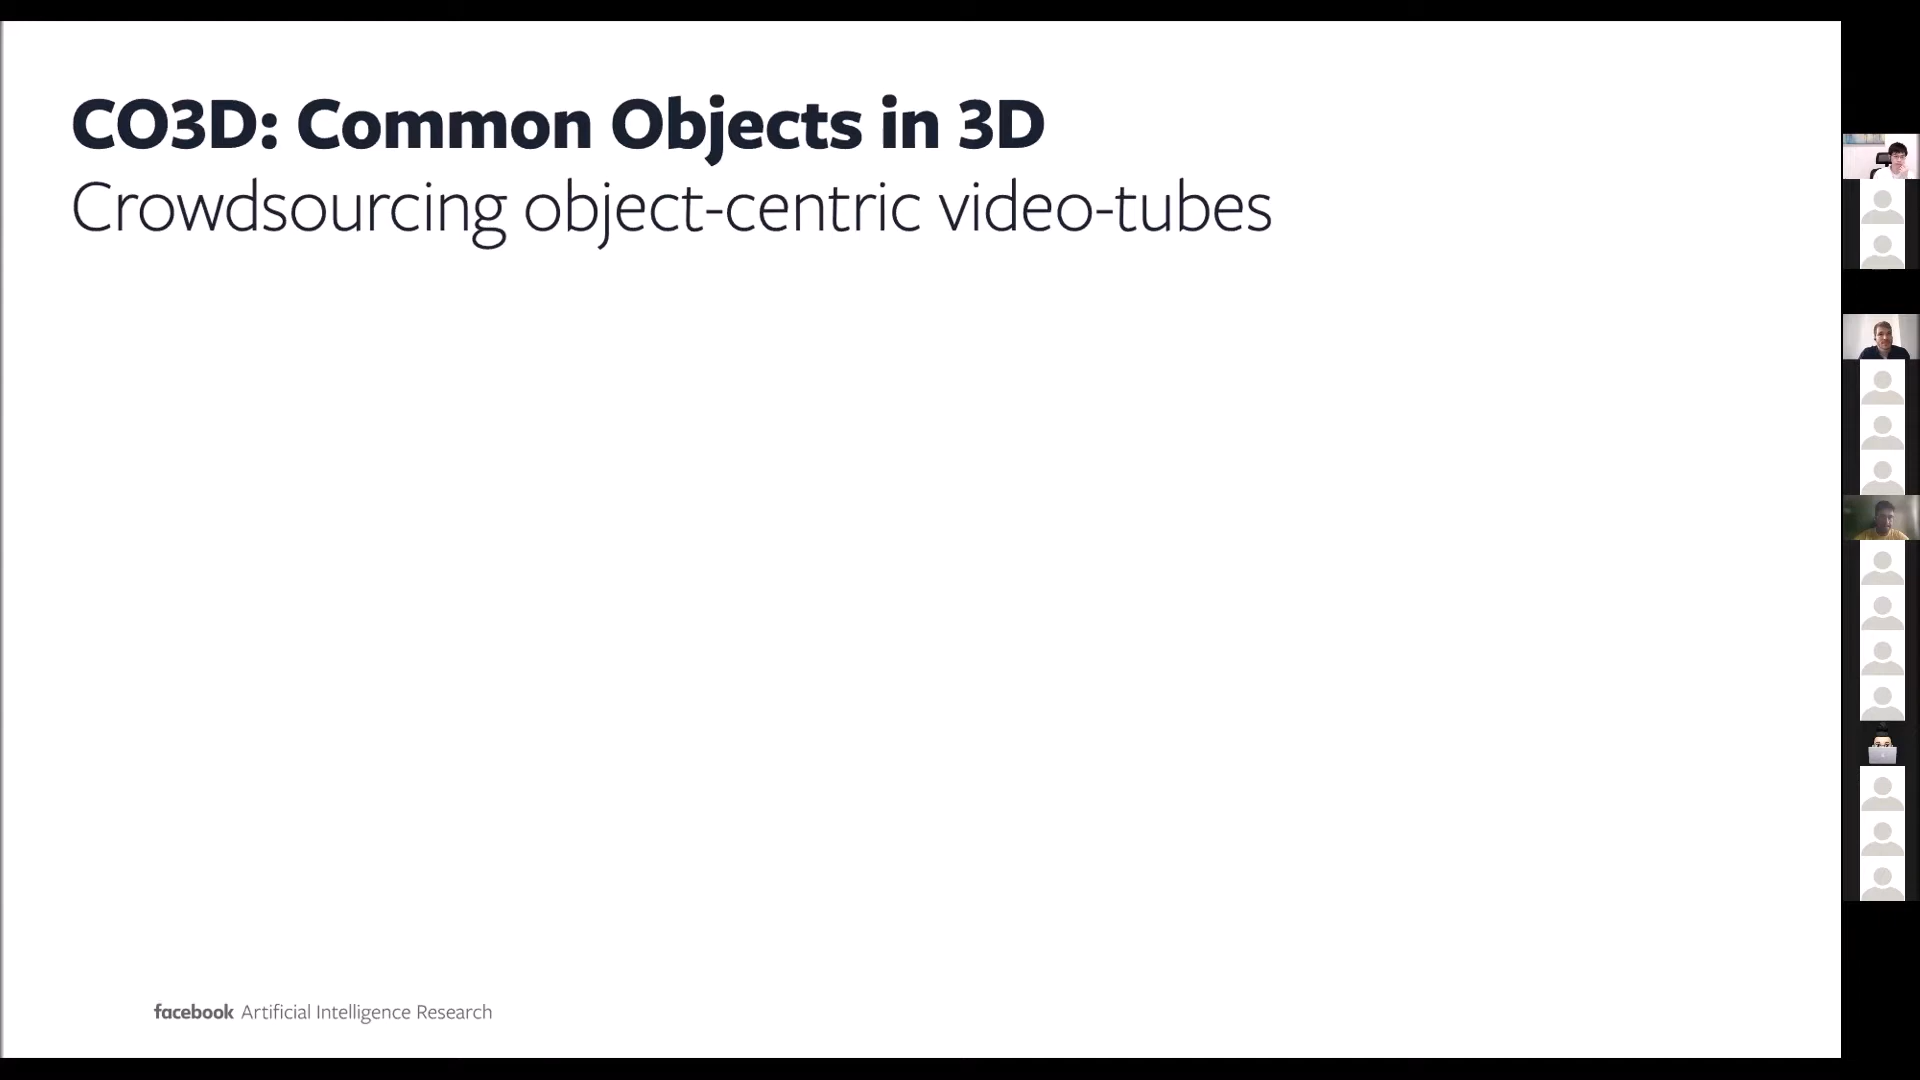 CO3D: Common Objects in 3D
Crowdsourcing object-centric video-tubes
facebook Artificial Intelligence Research